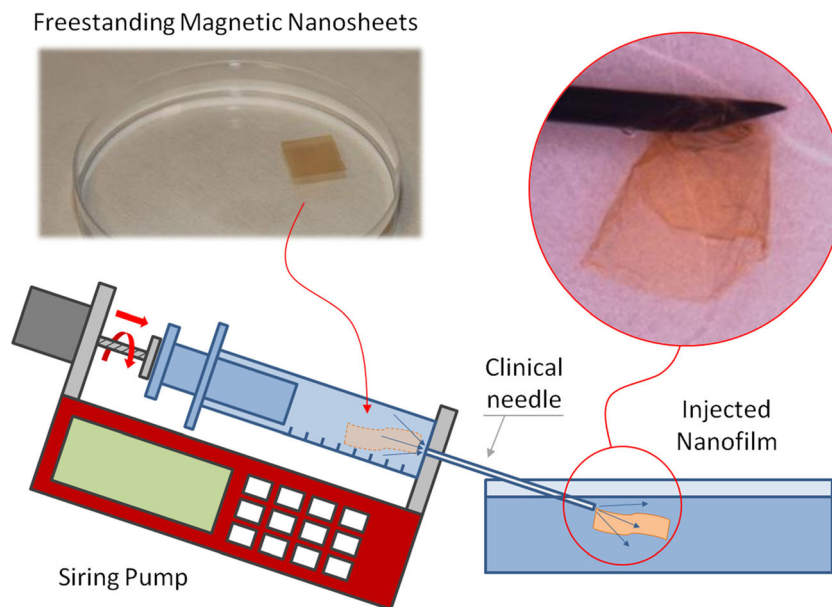 Freestanding Magnetic Nanosheets
Clinical
needle
Injected
Nanofilm
Siring Pump